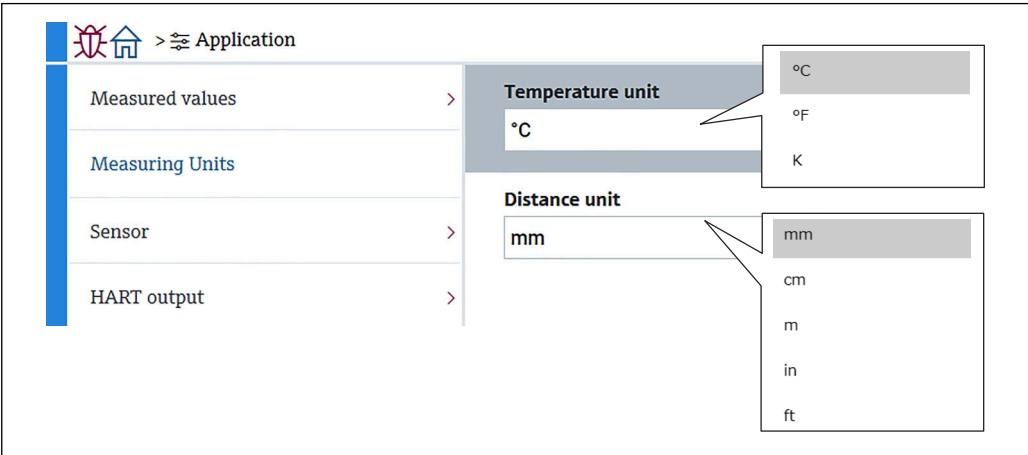 > Application
Measured values >
Measuring Units
Sensor >
HART output >
Temperature unit
°C
°C
°F
K
Distance unit
mm
mm
cm
m
in
ft